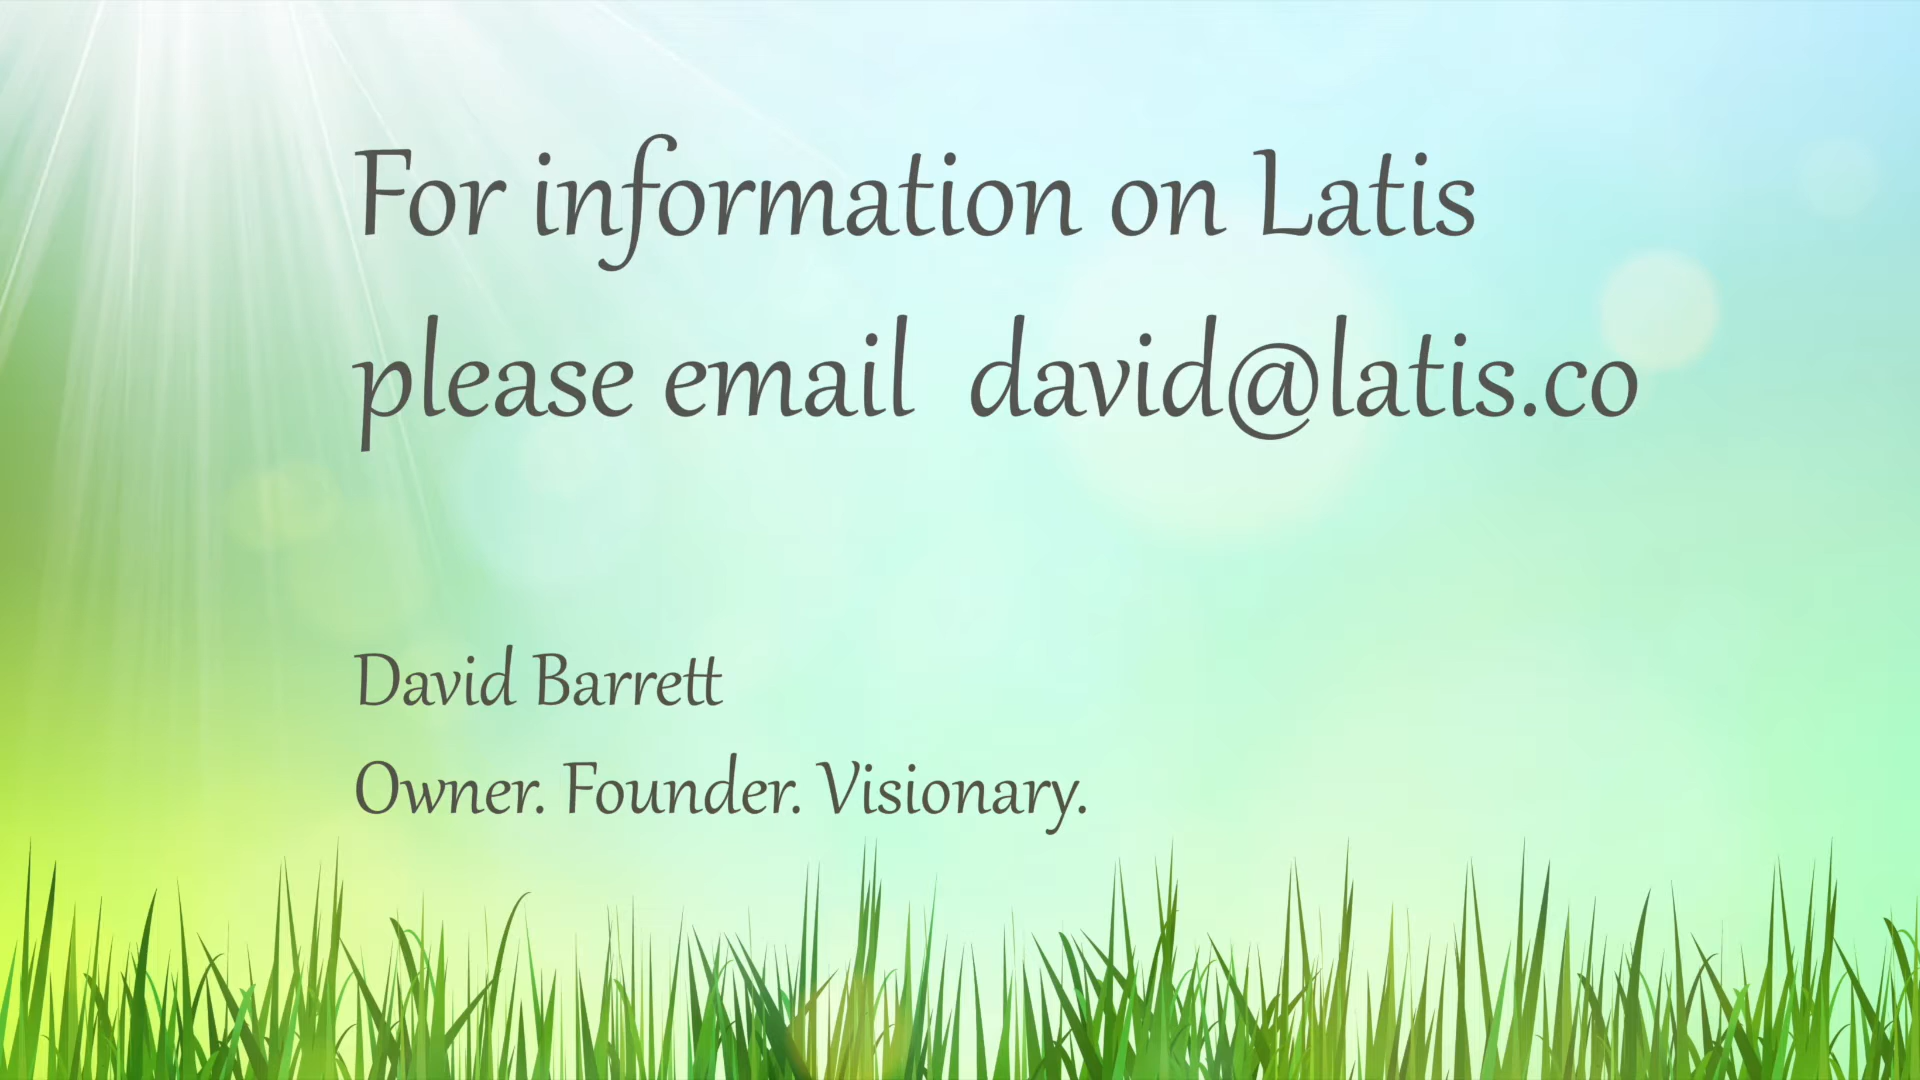 For information on Latis
please email  david@latis.co
David Barrett
Owner. Founder. Visionary.